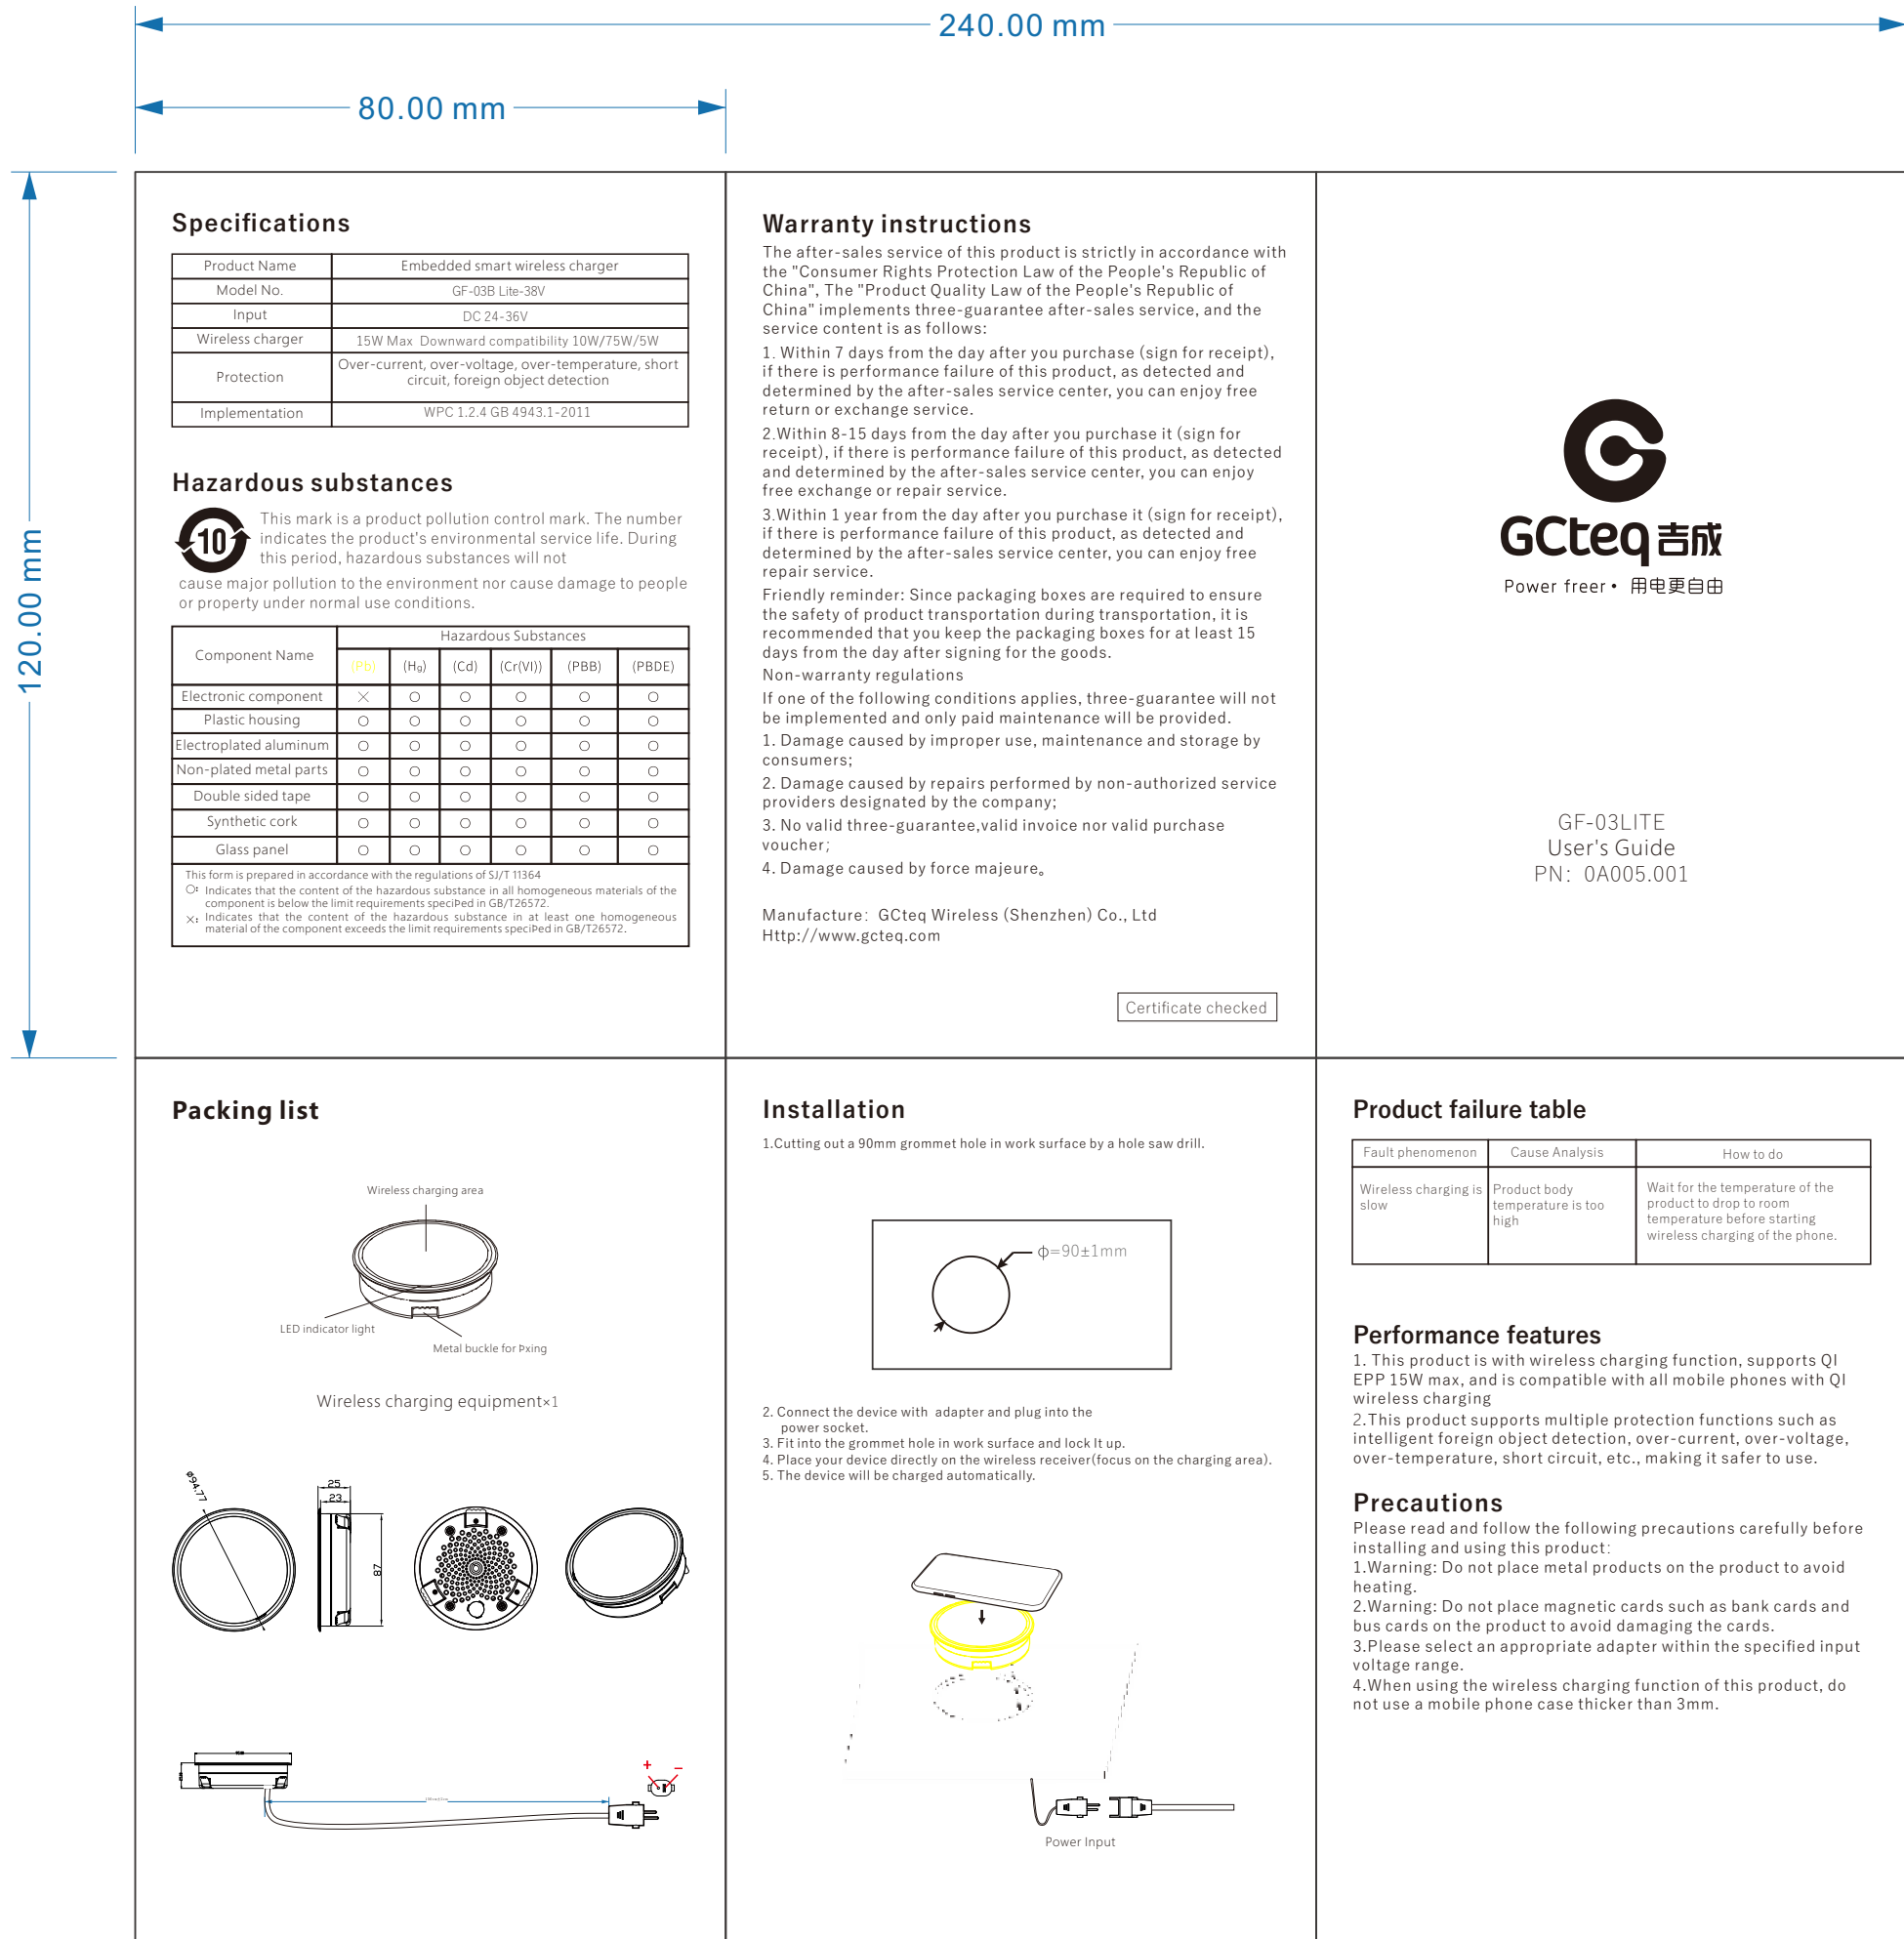 240.00 mm
80.00 mm
120.00 mm
Specifications
Product Name Embedded smart wireless charger
Model No. GF-03B Lite-38V
Input DC 24-36V
Wireless charger 15W Max Downward compatibility 10W/75W/5W
Protection Over-current, over-voltage, over-temperature, short
circuit, foreign object detection
Implementation WPC 1.2.4 GB 4943.1-2011
Hazardous substances
10
This mark is a product pollution control mark. The number
indicates the product's environmental service life. During
this period, hazardous substances will not
cause major pollution to the environment nor cause damage to people
or property under normal use conditions.
Component Name Hazardous Substances
(Pb) (Hg) (Cd) (Cr(VI)) (PBB) (PBDE)
Electronic component × ○ ○ ○ ○ ○
Plastic housing ○ ○ ○ ○ ○ ○
Electroplated aluminum ○ ○ ○ ○ ○ ○
Non-plated metal parts ○ ○ ○ ○ ○ ○
Double sided tape ○ ○ ○ ○ ○ ○
Synthetic cork ○ ○ ○ ○ ○ ○
Glass panel ○ ○ ○ ○ ○ ○
This form is prepared in accordance with the regulations of SJ/T 11364
○: Indicates that the content of the hazardous substance in all homogeneous materials of the
component is below the limit requirements speciÞed in GB/T26572.
×: Indicates that the content of the hazardous substance in at least one homogeneous
material of the component exceeds the limit requirements speciÞed in GB/T26572.
Warranty instructions
The after-sales service of this product is strictly in accordance with
the "Consumer Rights Protection Law of the People's Republic of
China", The "Product Quality Law of the People's Republic of
China" implements three-guarantee after-sales service, and the
service content is as follows:
1. Within 7 days from the day after you purchase (sign for receipt),
if there is performance failure of this product, as detected and
determined by the after-sales service center, you can enjoy free
return or exchange service.
2.Within 8-15 days from the day after you purchase it (sign for
receipt), if there is performance failure of this product, as detected
and determined by the after-sales service center, you can enjoy
free exchange or repair service.
3.Within 1 year from the day after you purchase it (sign for receipt),
if there is performance failure of this product, as detected and
determined by the after-sales service center, you can enjoy free
repair service.
Friendly reminder: Since packaging boxes are required to ensure
the safety of product transportation during transportation, it is
recommended that you keep the packaging boxes for at least 15
days from the day after signing for the goods.
Non-warranty regulations
If one of the following conditions applies, three-guarantee will not
be implemented and only paid maintenance will be provided.
1. Damage caused by improper use, maintenance and storage by
consumers;
2. Damage caused by repairs performed by non-authorized service
providers designated by the company;
3. No valid three-guarantee,valid invoice nor valid purchase
voucher;
4. Damage caused by force majeure。
Manufacture: GCteq Wireless (Shenzhen) Co., Ltd
Http://www.gcteq.com
Certificate checked
GCteq 吉成
Power freer • 用电更自由
GF-03LITE
User's Guide
PN: 0A005.001
Packing list
Wireless charging area
LED indicator light
Metal buckle for Þxing
Wireless charging equipment×1
ø94.77
25
23
87
+ −
Installation
1.Cutting out a 90mm grommet hole in work surface by a hole saw drill.
ϕ=90±1mm
2. Connect the device with adapter and plug into the
power socket.
3. Fit into the grommet hole in work surface and lock It up.
4. Place your device directly on the wireless receiver(focus on the charging area).
5. The device will be charged automatically.
Power Input
Product failure table
Fault phenomenon Cause Analysis How to do
Wireless charging is
slow
Product body
temperature is too
high
Wait for the temperature of the
product to drop to room
temperature before starting
wireless charging of the phone.
Performance features
1. This product is with wireless charging function, supports QI
EPP 15W max, and is compatible with all mobile phones with QI
wireless charging
2.This product supports multiple protection functions such as
intelligent foreign object detection, over-current, over-voltage,
over-temperature, short circuit, etc., making it safer to use.
Precautions
Please read and follow the following precautions carefully before
installing and using this product:
1.Warning: Do not place metal products on the product to avoid
heating.
2.Warning: Do not place magnetic cards such as bank cards and
bus cards on the product to avoid damaging the cards.
3.Please select an appropriate adapter within the specified input
voltage range.
4.When using the wireless charging function of this product, do
not use a mobile phone case thicker than 3mm.